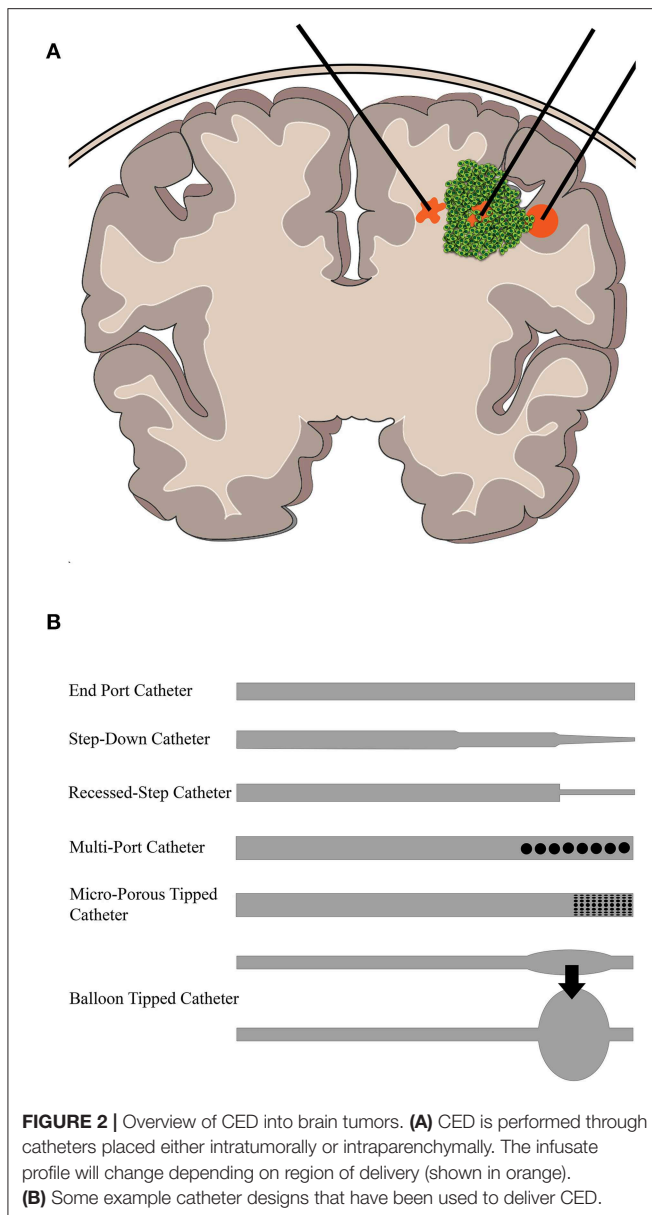 A
B
End Port Catheter
Step-Down Catheter
Recessed-Step Catheter
Multi-Port Catheter
Micro-Porous Tipped
Catheter
Balloon Tipped Catheter
FIGURE 2 | Overview of CED into brain tumors. (A) CED is performed through
catheters placed either intratumorally or intraparenchymally. The infusate
profile will change depending on region of delivery (shown in orange).
(B) Some example catheter designs that have been used to deliver CED.